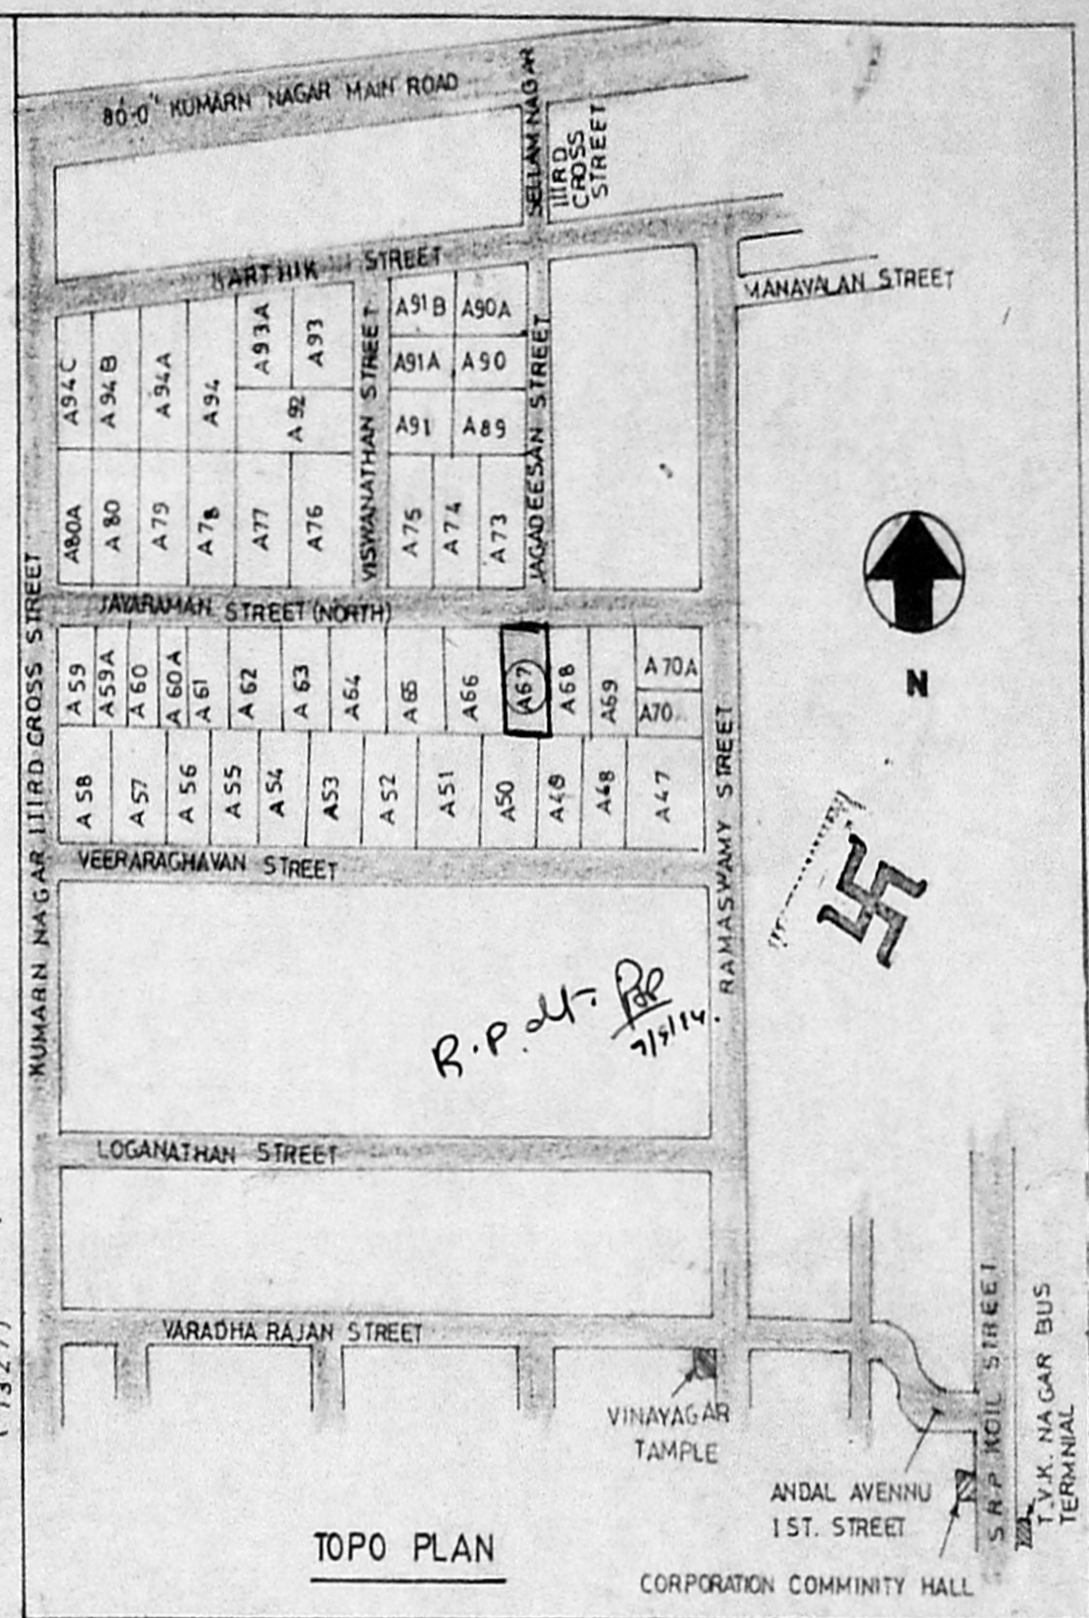 80'-0" KUMARN NAGAR MAIN ROAD
SELLAM NAGAR
IIIRD
CROSS
STREET
KARTHIK STREET
MANAVALAN STREET
A94C
A94B
A94A
A94
A93A
A93
A92
A91B
A90A
A91A
A90
A91
A89
VISWANATHAN STREET
JAGADEESAN STREET
A80A
A80
A79
A78
A77
A76
A75
A74
A73
JAYARAMAN STREET (NORTH)
KUMARN NAGAR IIIRD CROSS STREET
A59
A59A
A60
A60A
A61
A62
A63
A64
A65
A66
A67
A68
A69
A70A
A70
A58
A57
A56
A55
A54
A53
A52
A51
A50
A49
A48
A47
N
RAMASWAMY STREET
VEERARAGHAVAN STREET
R.P.
LOGANATHAN STREET
VARADHA RAJAN STREET
VINAYAGAR
TAMPLE
ANDAL AVENNU
1ST. STREET
S.R.P. KOIL STREET
T.V.K. NAGAR BUS
TERMNIAL
CORPORATION COMMINITY HALL
TOPO PLAN